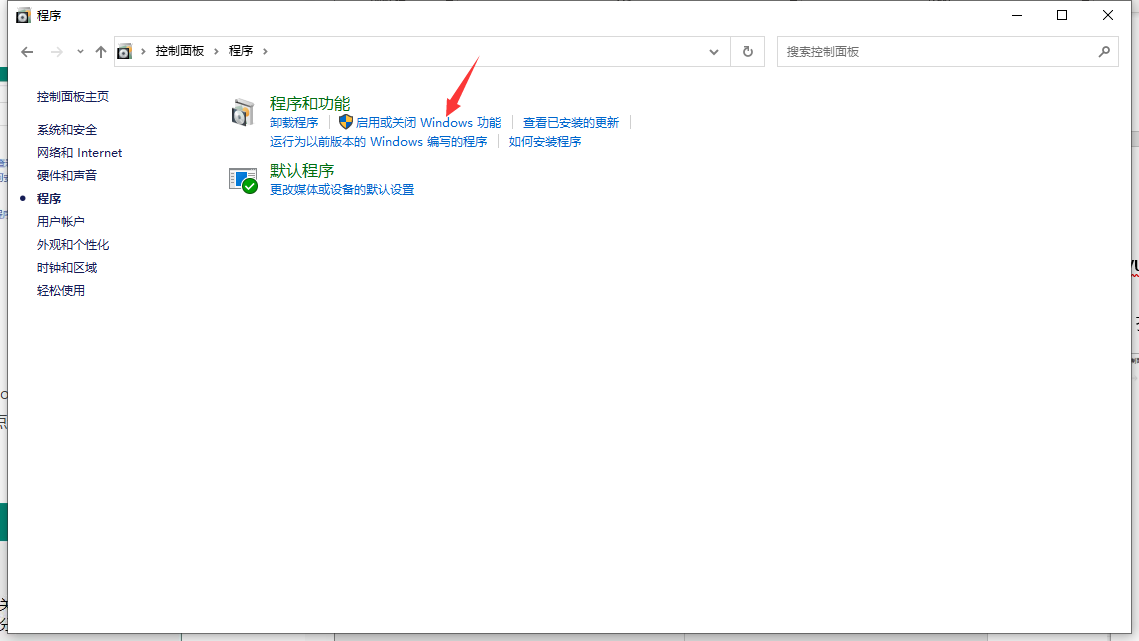 程序
控制面板 程序
搜索控制面板
控制面板主页
系统和安全
网络和 Internet
硬件和声音
程序
用户帐户
外观和个性化
时钟和区域
轻松使用
程序和功能
卸载程序 启用或关闭 Windows 功能 查看已安装的更新
运行为以前版本的 Windows 编写的程序 如何安装程序
默认程序
更改媒体或设备的默认设置